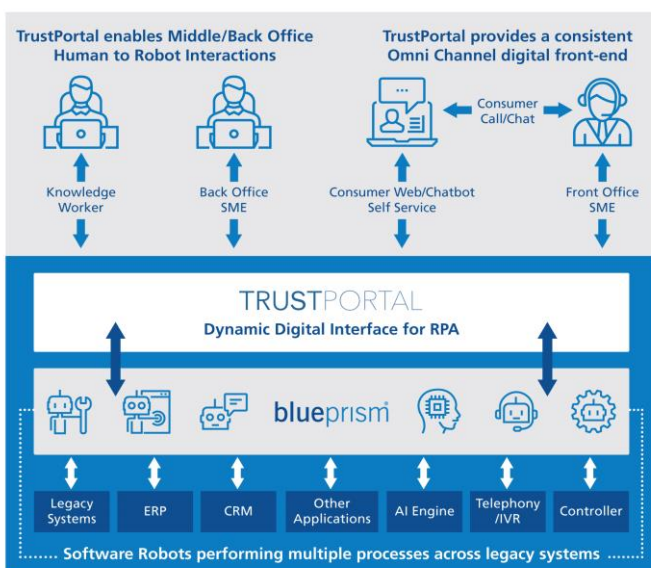 TrustPortal enables Middle/Back Office
Human to Robot Interactions
TrustPortal provides a consistent
Omni Channel digital front-end
Consumer
Call/Chat
Knowledge
Worker
Back Office
SME
Consumer Web/Chatbot
Self Service
Front Office
SME
TRUSTPORTAL
Dynamic Digital Interface for RPA
blueprism®
Legacy
Systems
ERP
CRM
Other
Applications
AI Engine
Telephony
/IVR
Controller
Software Robots performing multiple processes across legacy systems